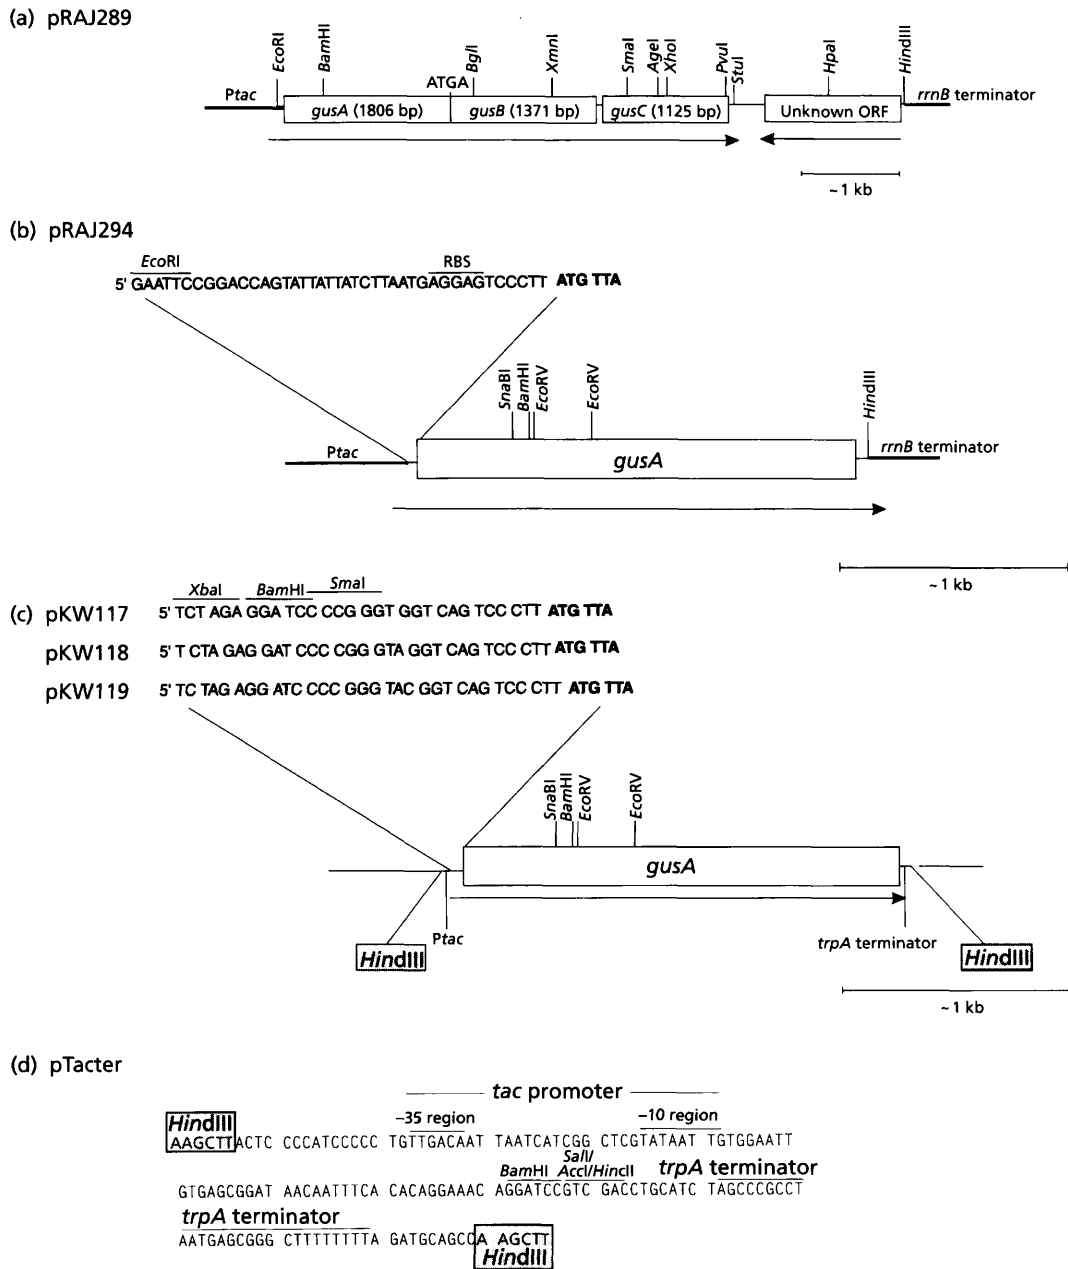 (a) pRAJ289
EcoRI BamHI BglI XmnI SmaI AgeI XhoI PvuI StuI HpaI HindIII
Ptac ATGA rrnB terminator
gusA (1806 bp) gusB (1371 bp) gusC (1125 bp) Unknown ORF
~1 kb
(b) pRAJ294
EcoRI RBS
5' GAATTCCGGACCAGTATTATTATCTTAATGAGGAGTCCCTT ATG TTA
SnaBI BamHI EcoRV EcoRV HindIII
Ptac gusA rrnB terminator
~1 kb
XbaI BamHI SmaI
(c) pKW117 5' TCT AGA GGA TCC CCG GGT GGT CAG TCC CTT ATG TTA
pKW118 5' T CTA GAG GAT CCC CGG GTA GGT CAG TCC CTT ATG TTA
pKW119 5' TC TAG AGG ATC CCC GGG TAC GGT CAG TCC CTT ATG TTA
SnaBI BamHI EcoRV EcoRV
gusA
Ptac trpA terminator
HindIII HindIII
~1 kb
(d) pTacter
tac promoter
HindIII -35 region -10 region
AAGCTTACTC CCCATCCCCC TGTTGACAAT TAATCATCGG CTCGTATAAT TGTGGAATT
BamHI SalI/AccI/HincII trpA terminator
GTGAGCGGAT AACAATTTCA CACAGGAAAC AGGATCCGTC GACCTGCATC TAGCCCGCCT
trpA terminator
AATGAGCGGG CTTTTTTTTA GATGCAGCCA AGCTT
HindIII